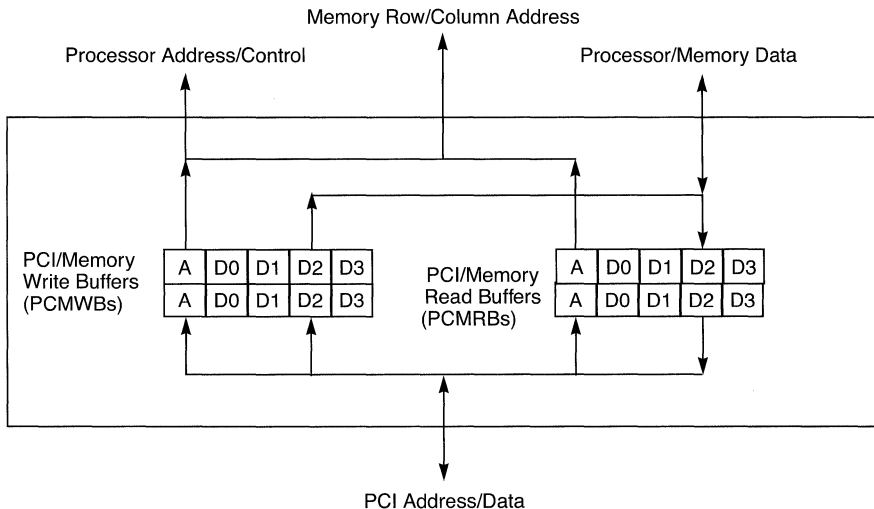 Memory Row/Column Address
Processor Address/Control
Processor/Memory Data
PCI/Memory
Write Buffers
(PCMWBs)
A D0 D1 D2 D3
A D0 D1 D2 D3
PCI/Memory
Read Buffers
(PCMRBs)
A D0 D1 D2 D3
A D0 D1 D2 D3
PCI Address/Data